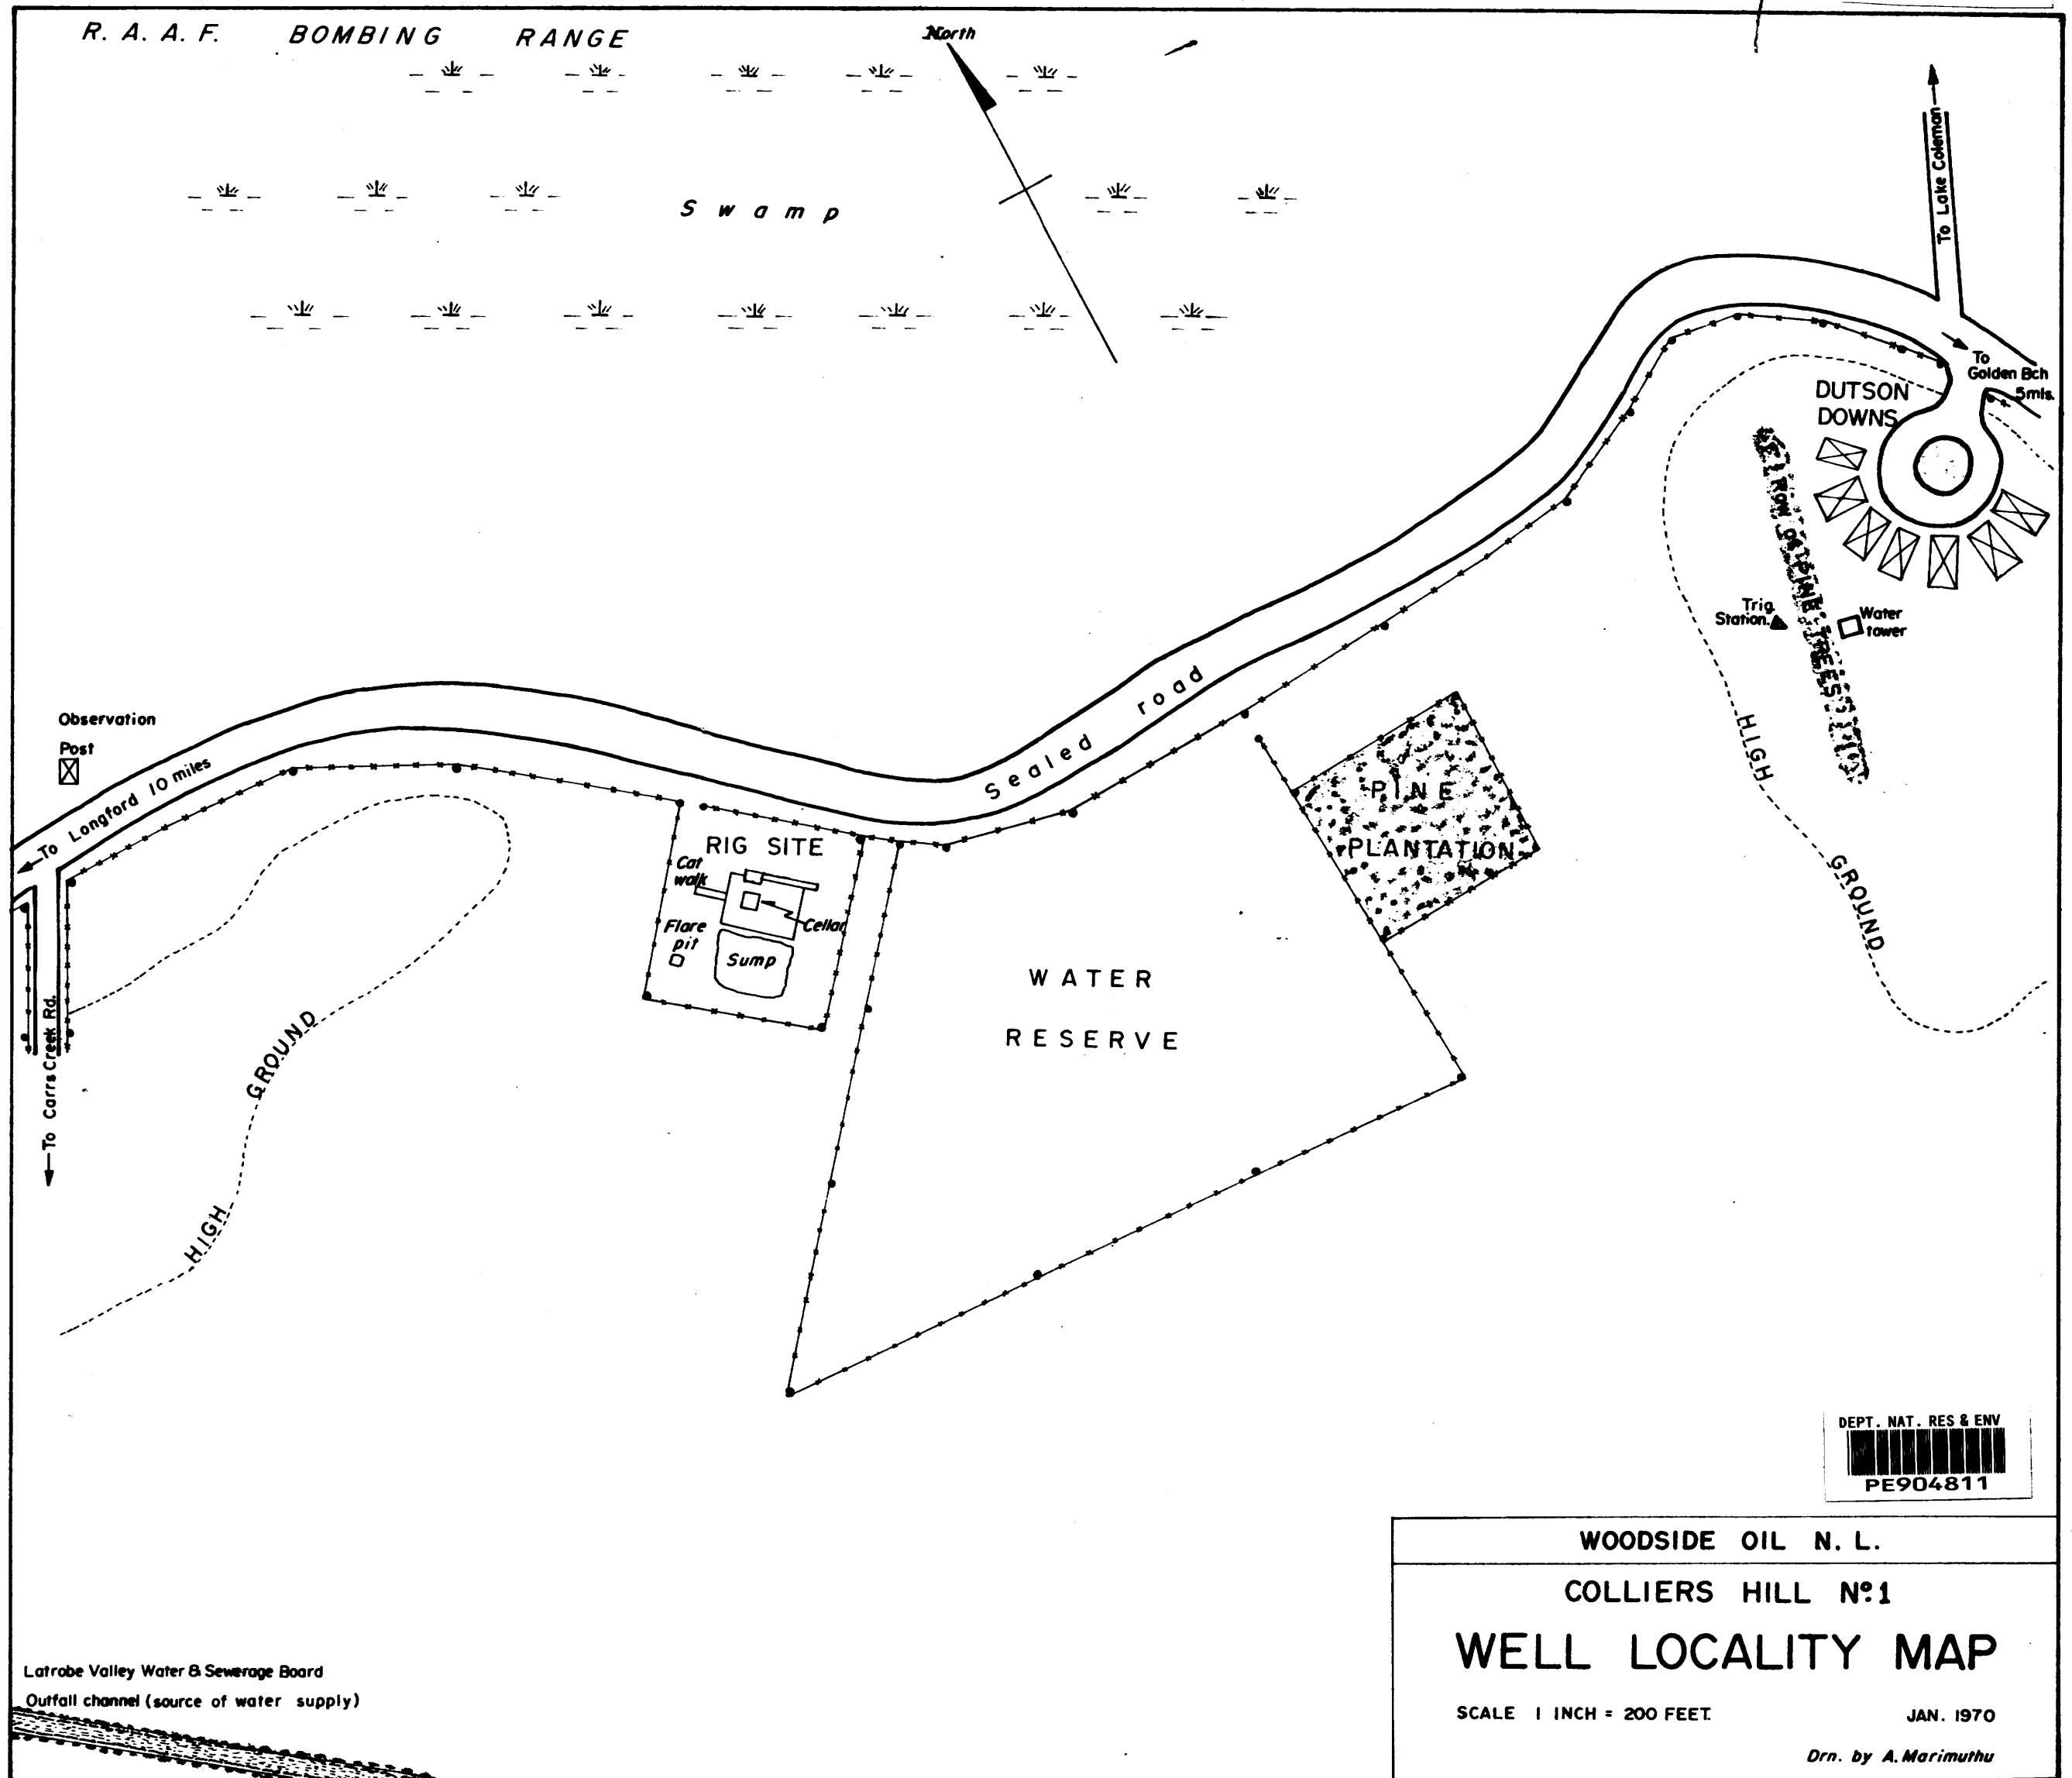 R. A. A. F. BOMBING RANGE
North
Swamp
To Lake Coleman
To
Golden Bch
5mls.
DUTSON
DOWNS
ROW OF PINE TREES
Trig.
Station.
Water
tower
HIGH GROUND
Observation
Post
To Longford 10 miles
Sealed road
PINE
PLANTATION
RIG SITE
Cat
walk
Cellar
Flare
pit
Sump
WATER
RESERVE
To Carrs Creek Rd.
HIGH GROUND
DEPT. NAT. RES & ENV
PE904811
WOODSIDE OIL N. L.
COLLIERS HILL Nº 1
WELL LOCALITY MAP
SCALE 1 INCH = 200 FEET.
JAN. 1970
Drn. by A. Marimuthu
Latrobe Valley Water & Sewerage Board
Outfall channel (source of water supply)